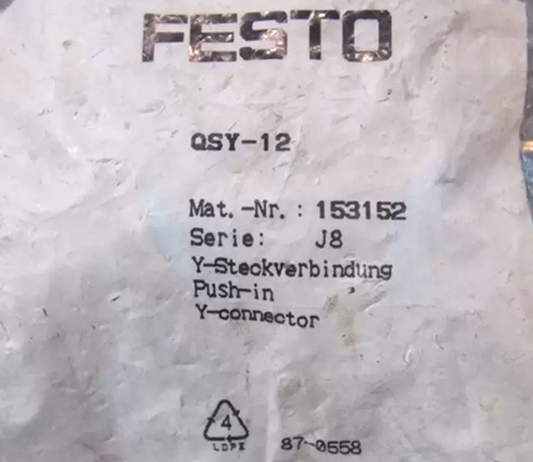 FESTO
QSY-12
Mat.-Nr.: 153152
Serie: J8
Y-Steckverbindung
Push-in
Y-connector
4
LDPE
87-0558